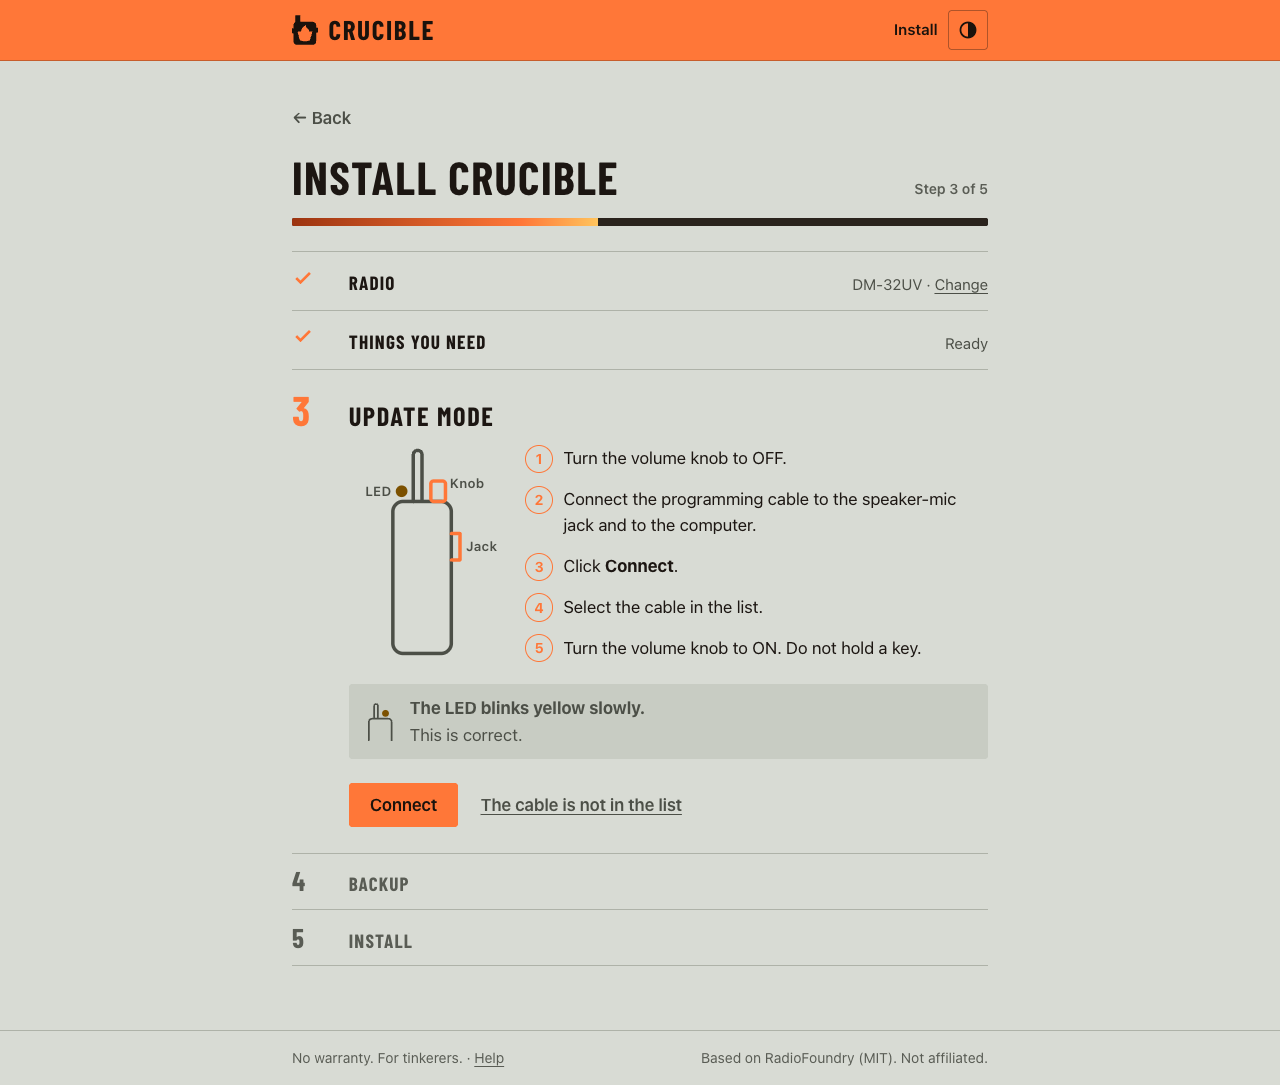 CRUCIBLE
Install
← Back
INSTALL CRUCIBLE
Step 3 of 5
RADIO
DM-32UV · Change
THINGS YOU NEED
Ready
3
UPDATE MODE
LED
Knob
Jack
1 Turn the volume knob to OFF.
2 Connect the programming cable to the speaker-mic
jack and to the computer.
3 Click Connect.
4 Select the cable in the list.
5 Turn the volume knob to ON. Do not hold a key.
The LED blinks yellow slowly.
This is correct.
Connect
The cable is not in the list
4 BACKUP
5 INSTALL
No warranty. For tinkerers. · Help
Based on RadioFoundry (MIT). Not affiliated.